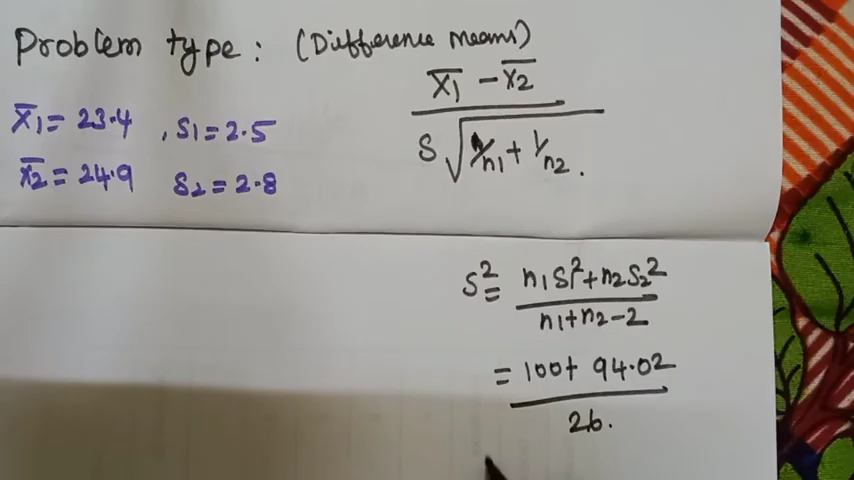 Problem type: (Difference means)
x̄1 = 23.4, s1 = 2.5
x̄2 = 24.9 s2 = 2.8
x̄1 - x̄2
s √ 1/n1 + 1/n2.
s² = n1s1² + n2s2²
n1+n2-2
= 100+ 94.02
26.